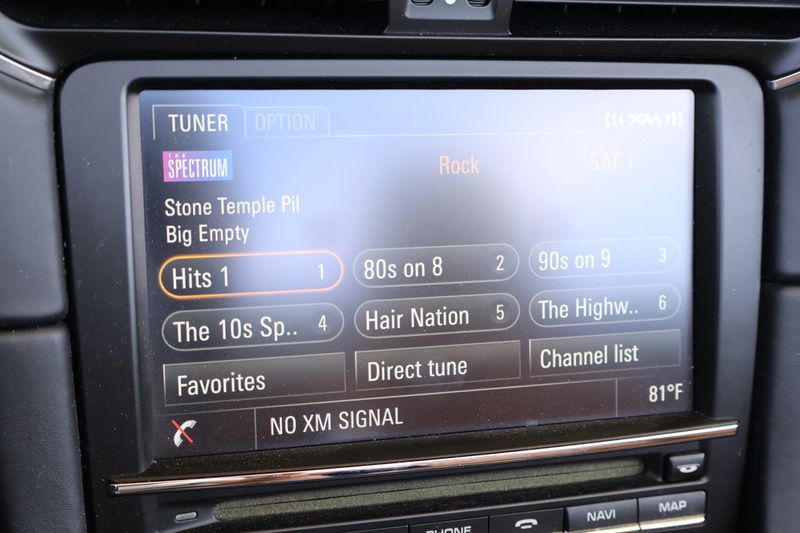 TUNER OPTION ((( XM )))
THE SPECTRUM Rock SAT 1
Stone Temple Pil
Big Empty
Hits 1 1 80s on 8 2 90s on 9 3
The 10s Sp.. 4 Hair Nation 5 The Highw.. 6
Favorites Direct tune Channel list
NO XM SIGNAL 81°F
PHONE NAVI MAP